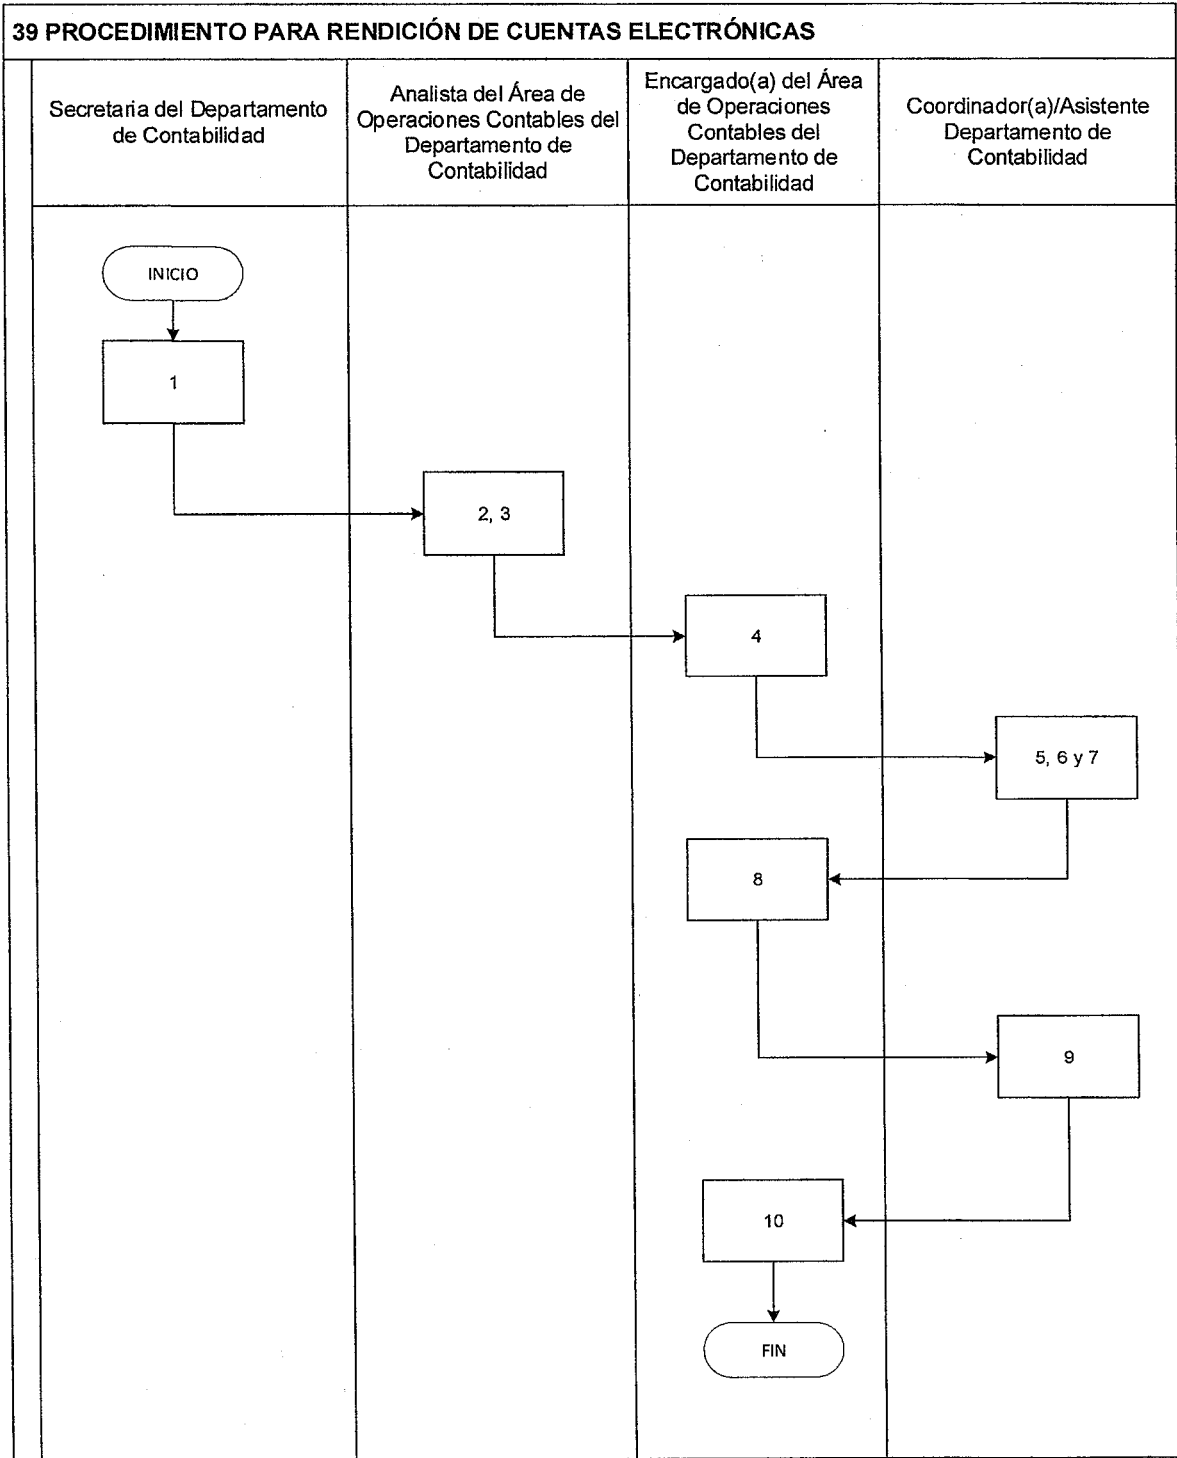 39 PROCEDIMIENTO PARA RENDICIÓN DE CUENTAS ELECTRÓNICAS
Secretaria del Departamento
de Contabilidad
Analista del Área de
Operaciones Contables del
Departamento de
Contabilidad
Encargado(a) del Área
de Operaciones
Contables del
Departamento de
Contabilidad
Coordinador(a)/Asistente
Departamento de
Contabilidad
INICIO
1
2, 3
4
5, 6 y 7
8
9
10
FIN